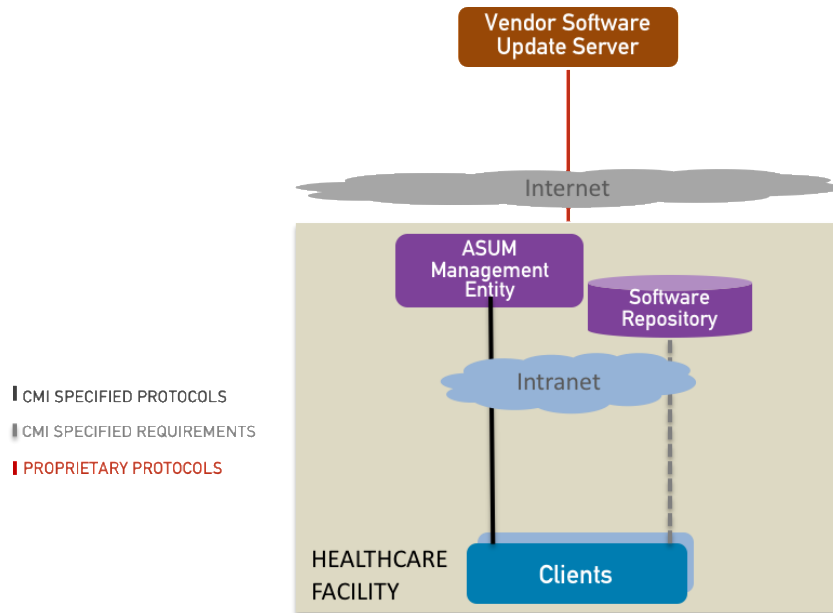 Vendor Software
Update Server
Internet
ASUM
Management
Entity
Software
Repository
Intranet
CMI SPECIFIED PROTOCOLS
CMI SPECIFIED REQUIREMENTS
PROPRIETARY PROTOCOLS
HEALTHCARE
FACILITY
Clients